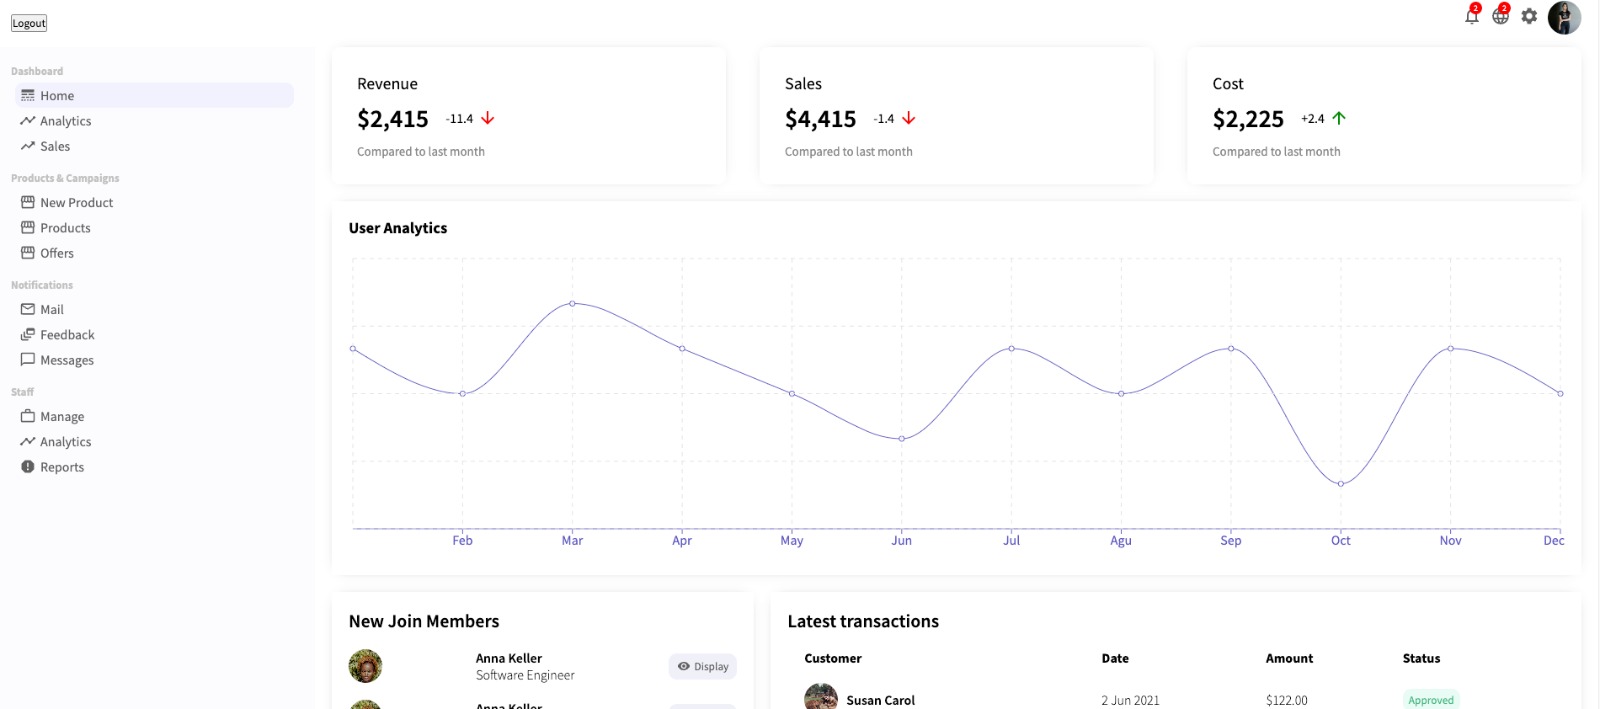 Logout
2
2
Dashboard
Home
Analytics
Sales
Products & Campaigns
New Product
Products
Offers
Notifications
Mail
Feedback
Messages
Staff
Manage
Analytics
Reports
Revenue
$2,415 -11.4
Compared to last month
Sales
$4,415 -1.4
Compared to last month
Cost
$2,225 +2.4
Compared to last month
User Analytics
Feb Mar Apr May Jun Jul Agu Sep Oct Nov Dec
New Join Members
Anna Keller
Software Engineer
Display
Anna Keller
Latest transactions
Customer Date Amount Status
Susan Carol 2 Jun 2021 $122.00 Approved